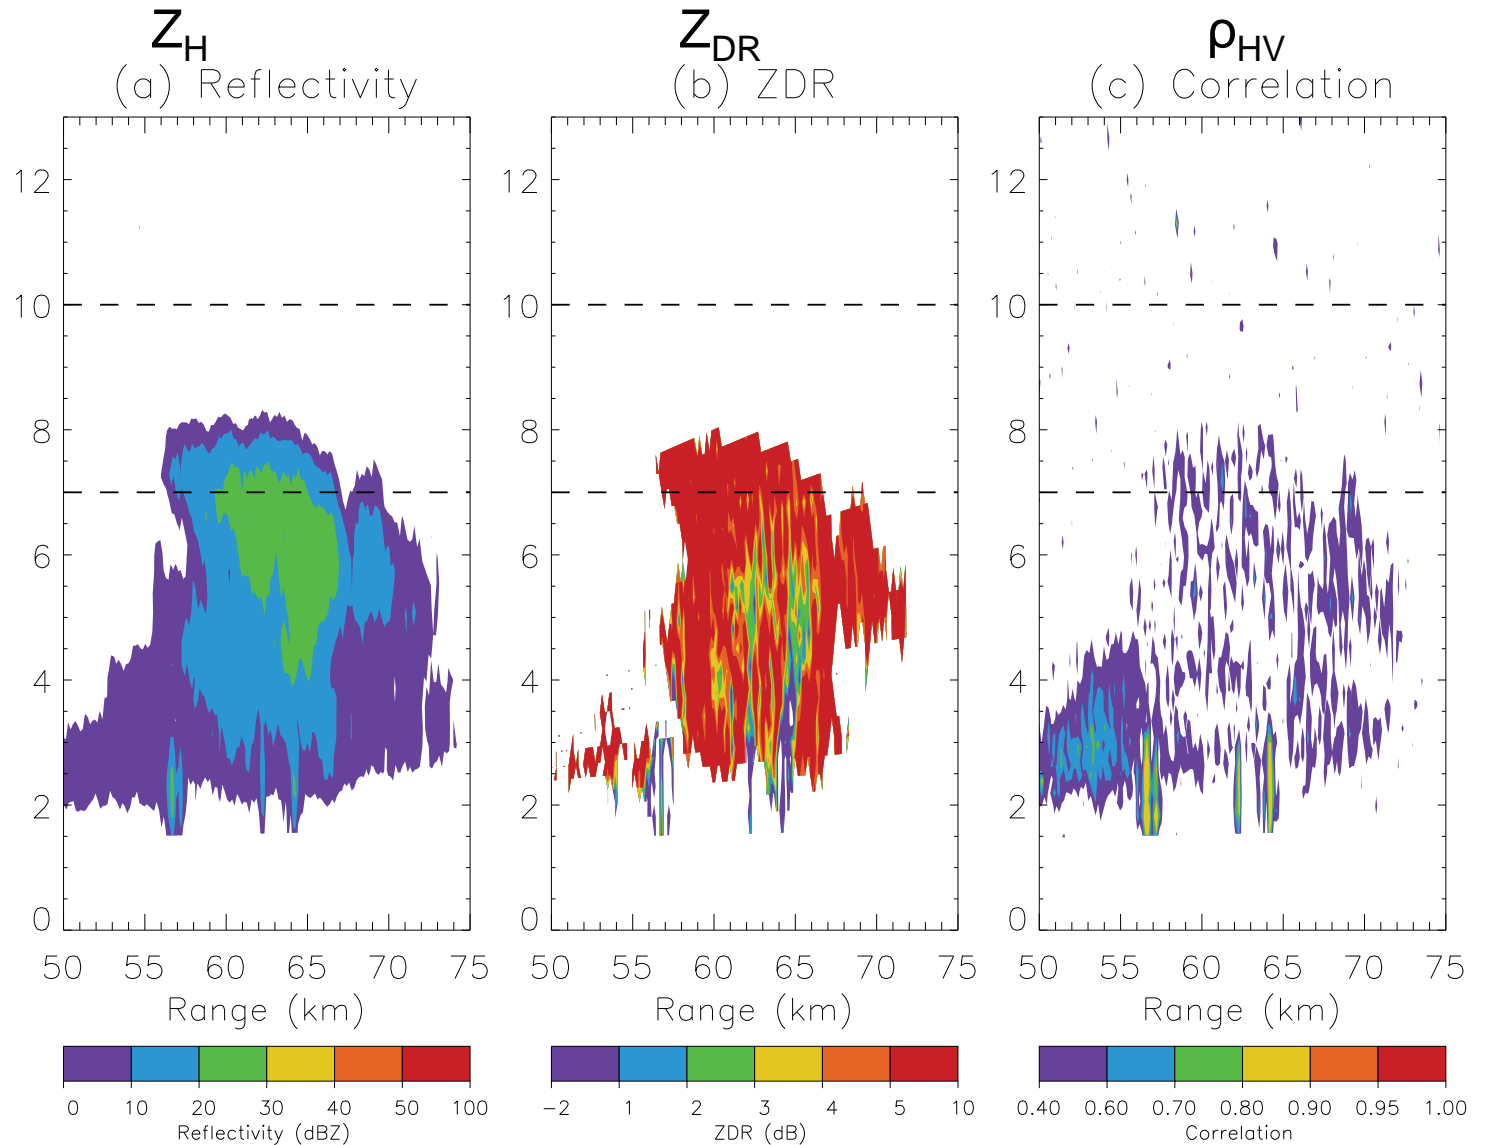 Z_H
(a) Reflectivity
12
10
8
6
4
2
0
50 55 60 65 70 75
Range (km)
0 10 20 30 40 50 100
Reflectivity (dBZ)
Z_DR
(b) ZDR
12
10
8
6
4
2
0
50 55 60 65 70 75
Range (km)
−2 1 2 3 4 5 10
ZDR (dB)
ρ_HV
(c) Correlation
12
10
8
6
4
2
0
50 55 60 65 70 75
Range (km)
0.40 0.60 0.70 0.80 0.90 0.95 1.00
Correlation